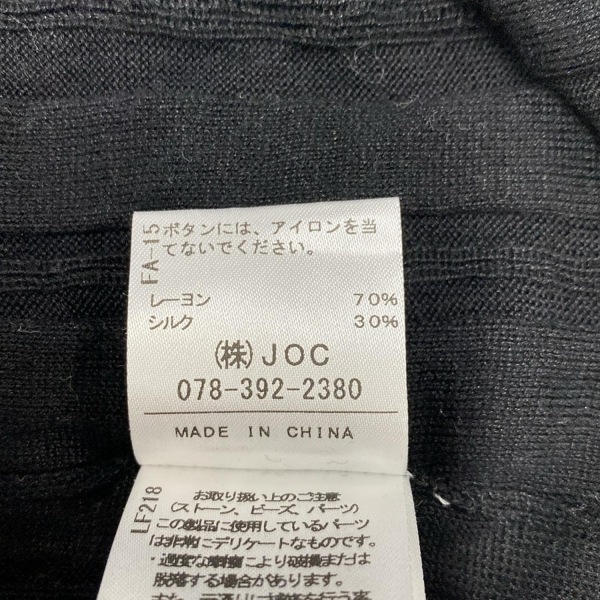 FA-15
ボタンには、アイロンを当
てないでください。
レーヨン 70%
シルク 30%
(株)JOC
078-392-2380
MADE IN CHINA
LF218
お取り扱い上のご注意
(ストーン、ビーズ、パーツ)
この製品に使用しているパーツ
は非常にデリケートなもので
・過度な摩擦により破損または
脱落する場合があります。
また、